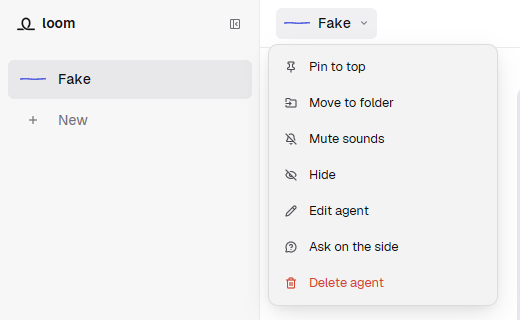 loom
Fake
Fake
New
Pin to top
Move to folder
Mute sounds
Hide
Edit agent
Ask on the side
Delete agent